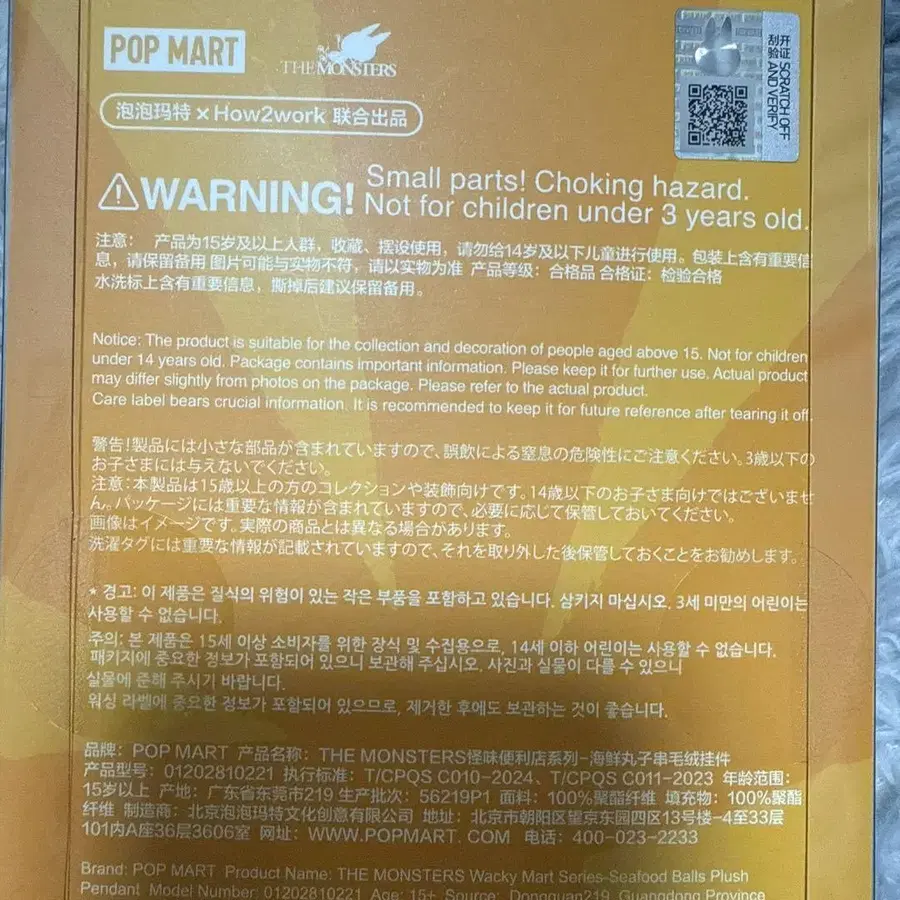 POP MART
THE MONSTERS
泡泡玛特 × How2work 联合出品
刮开验证 SCRATCH OFF AND VERIFY
WARNING! Small parts! Choking hazard.
Not for children under 3 years old.
注意: 产品为15岁及以上人群，收藏、摆设使用，请勿给14岁及以下儿童进行使用。包装上含有重要信
息，请保留备用 图片可能与实物不符，请以实物为准 产品等级：合格品 合格证：检验合格
水洗标上含有重要信息，撕掉后建议保留备用。
Notice: The product is suitable for the collection and decoration of people aged above 15. Not for children
under 14 years old. Package contains important information. Please keep it for further use. Actual product
may differ slightly from photos on the package. Please refer to the actual product.
Care label bears crucial information. It is recommended to keep it for future reference after tearing it off.
警告!製品には小さな部品が含まれていますので、誤飲による窒息の危険性にご注意ください。3歳以下の
お子さまには与えないでください。
注意:本製品は15歳以上の方のコレクションや装飾向けです。14歳以下のお子さま向けではございませ
ん。パッケージには重要な情報が含まれていますので、必要に応じて保管しておいてください。
画像はイメージです。実際の商品とは異なる場合があります。
洗濯タグには重要な情報が記載されていますので、それを取り外した後保管しておくことをお勧めします。
* 경고: 이 제품은 질식의 위험이 있는 작은 부품을 포함하고 있습니다. 삼키지 마십시오. 3세 미만의 어린이는
사용할 수 없습니다.
주의: 본 제품은 15세 이상 소비자를 위한 장식 및 수집용으로, 14세 이하 어린이는 사용할 수 없습니다.
패키지에 중요한 정보가 포함되어 있으니 보관해 주십시오. 사진과 실물이 다를 수 있으니
실물에 준해 주시기 바랍니다.
워싱 라벨에 중요한 정보가 포함되어 있으므로, 제거한 후에도 보관하는 것이 좋습니다.
品牌：POP MART 产品名称：THE MONSTERS怪味便利店系列-海鲜丸子串毛绒挂件
产品型号：01202810221 执行标准：T/CPQS C010-2024、T/CPQS C011-2023 年龄范围：
15岁及以上 产地：广东省东莞市219 生产批次：56219P1 面料：100%聚酯纤维 填充物：100%聚酯
纤维 制造商：北京泡泡玛特文化创意有限公司 地址：北京市朝阳区望京东园四区13号楼-4至33层
101内A座36层3606室 网址：WWW.POPMART.COM 电话：400-023-2233
Brand: POP MART Product Name: THE MONSTERS Wacky Mart Series-Seafood Balls Plush
Pendant Model Number: 01202810221 Age: 15+ Source: Dongguan219, Guangdong Province